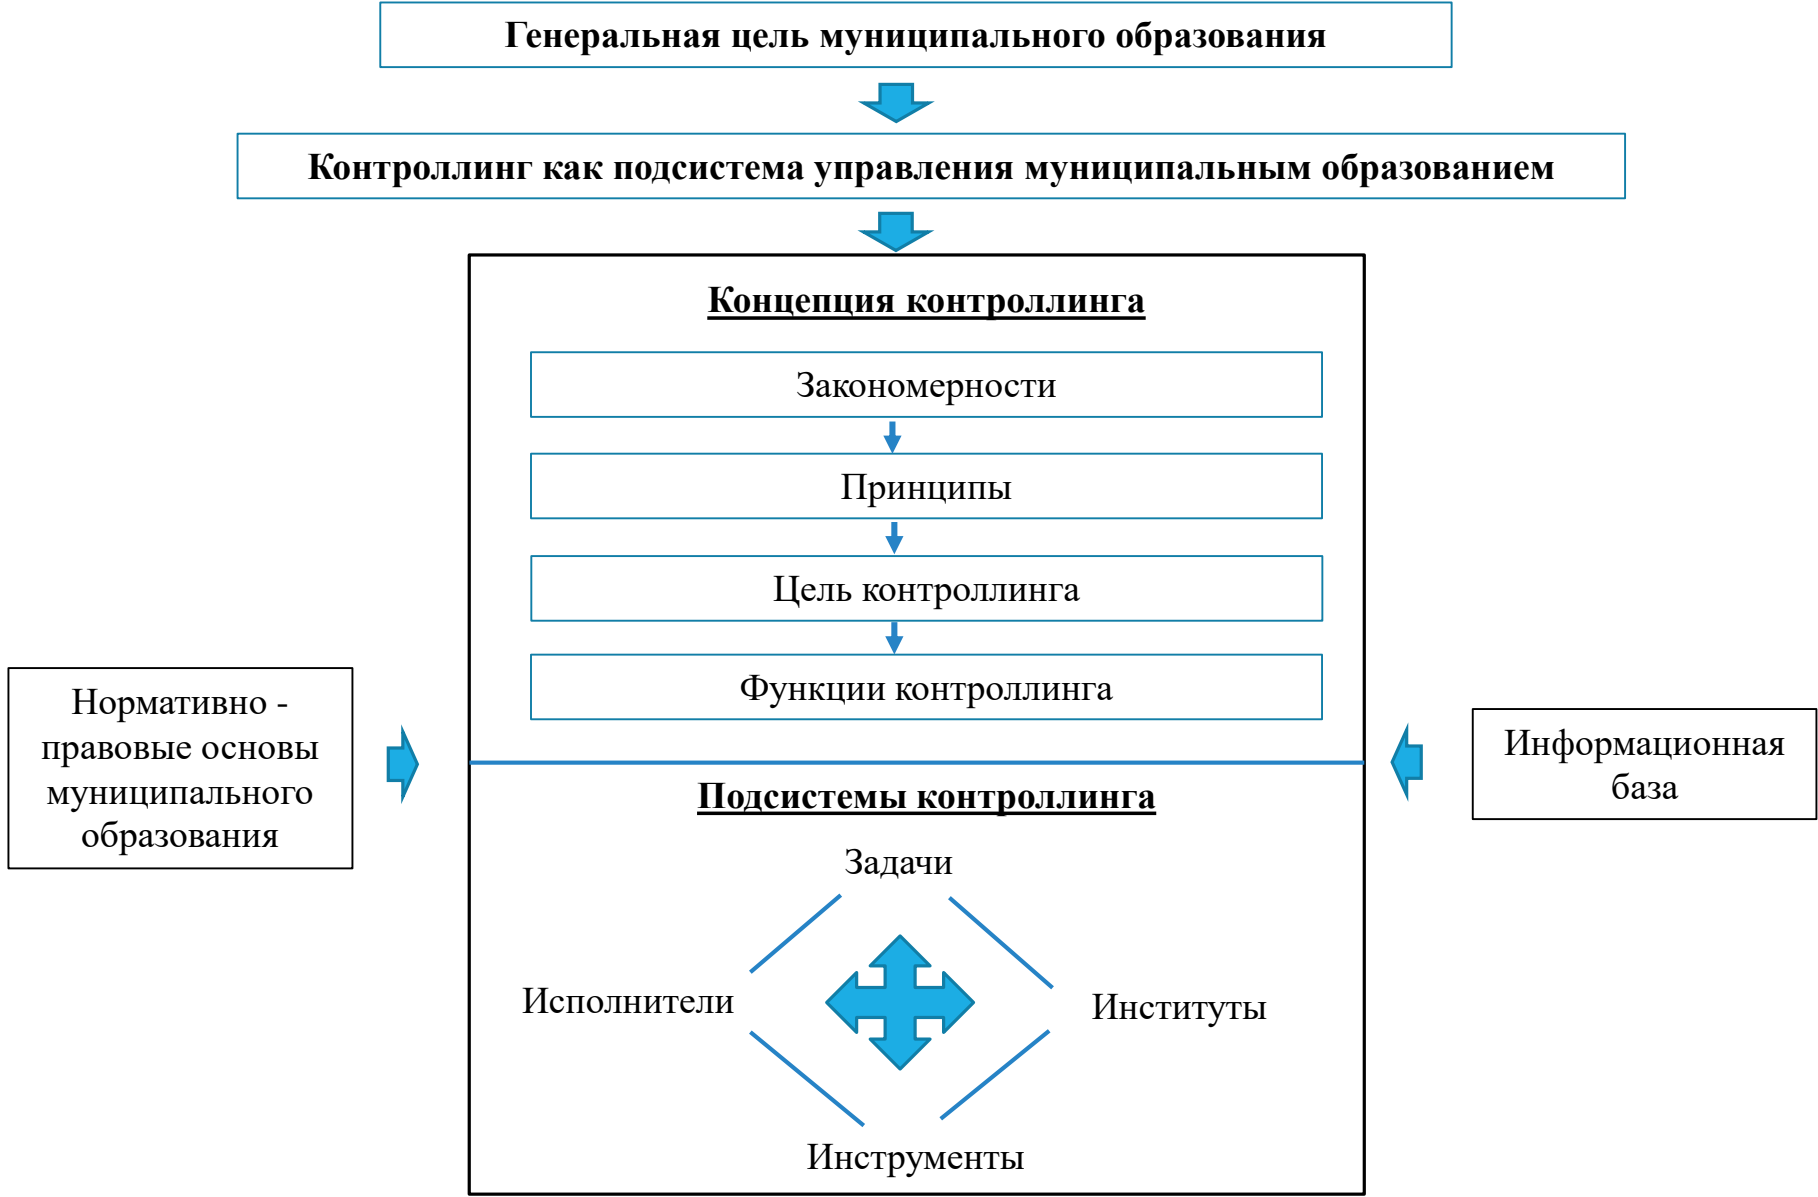 Генеральная цель муниципального образования
Контроллинг как подсистема управления муниципальным образованием
Концепция контроллинга
Закономерности
Принципы
Цель контроллинга
Функции контроллинга
Нормативно -
правовые основы
муниципального
образования
Информационная
база
Подсистемы контроллинга
Задачи
Исполнители
Институты
Инструменты